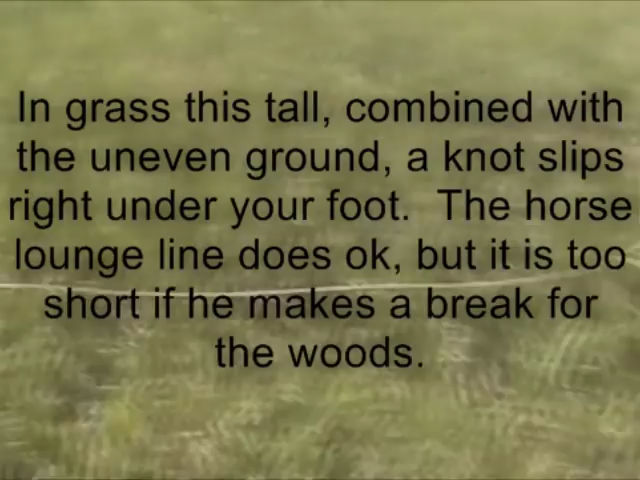 In grass this tall, combined with
the uneven ground, a knot slips
right under your foot.  The horse
lounge line does ok, but it is too
short if he makes a break for
the woods.